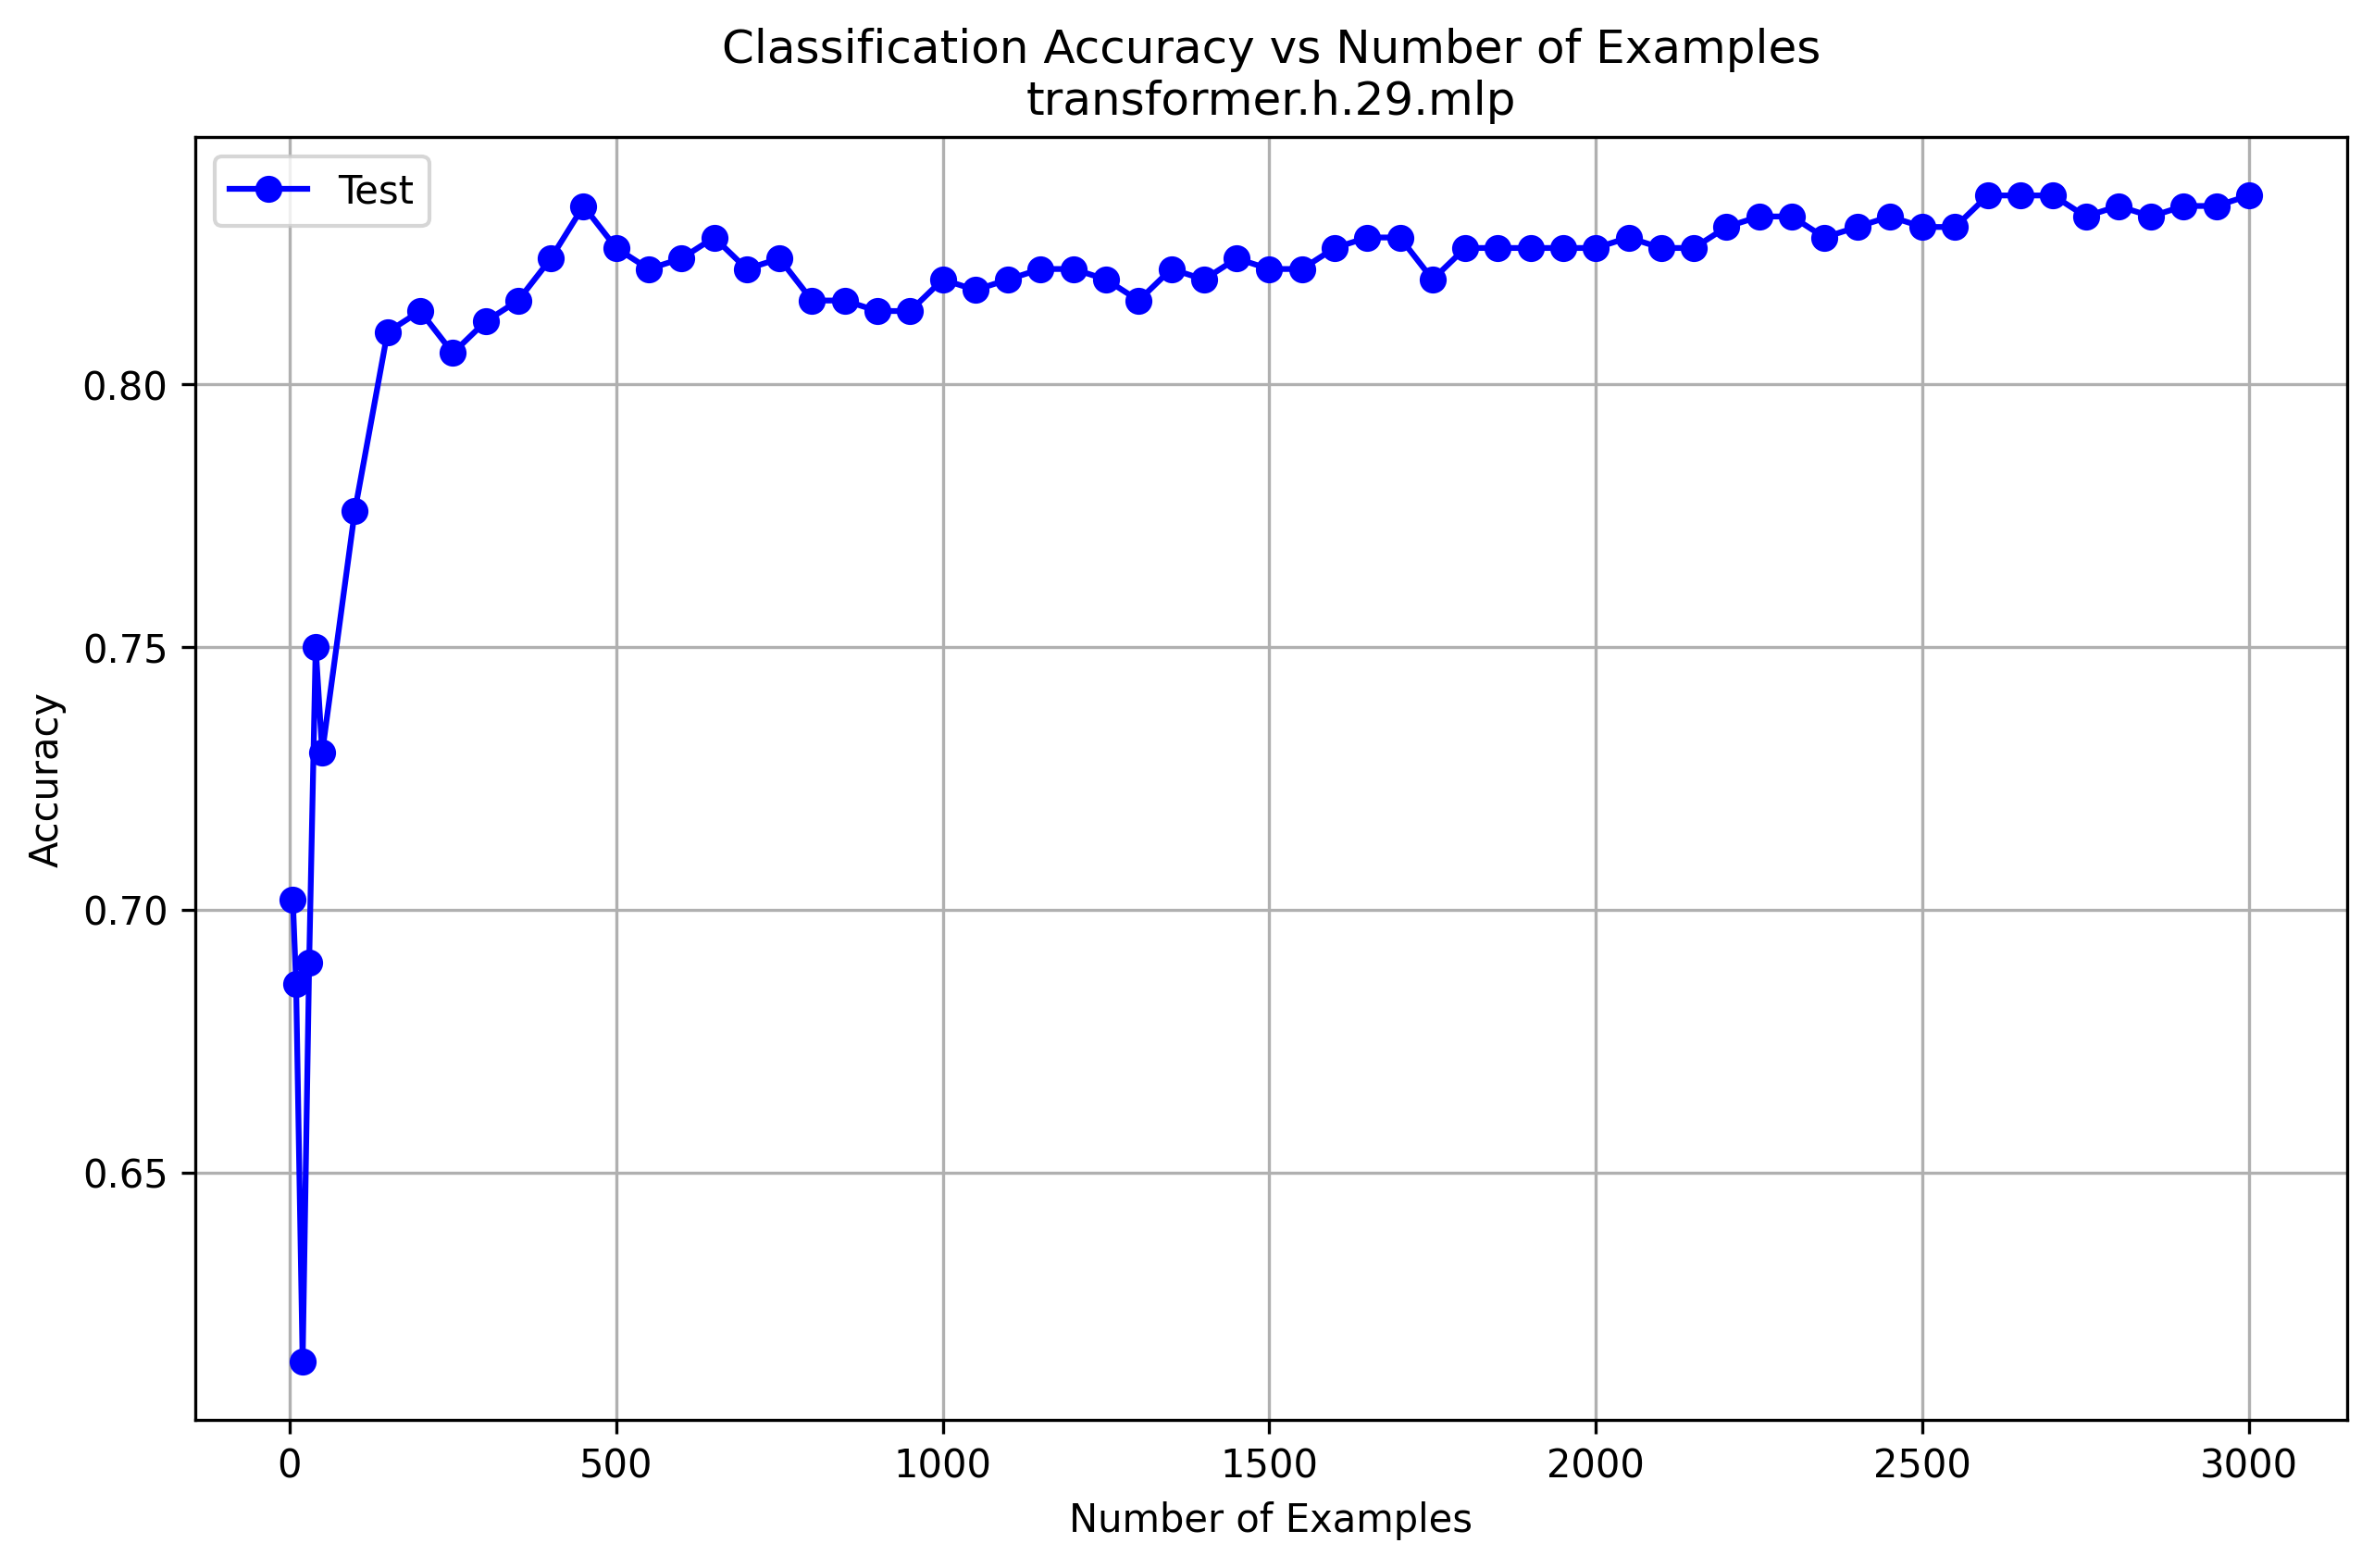 Classification Accuracy vs Number of Examples
transformer.h.29.mlp
Test
0.80
0.75
0.70
0.65
Accuracy
0 500 1000 1500 2000 2500 3000
Number of Examples